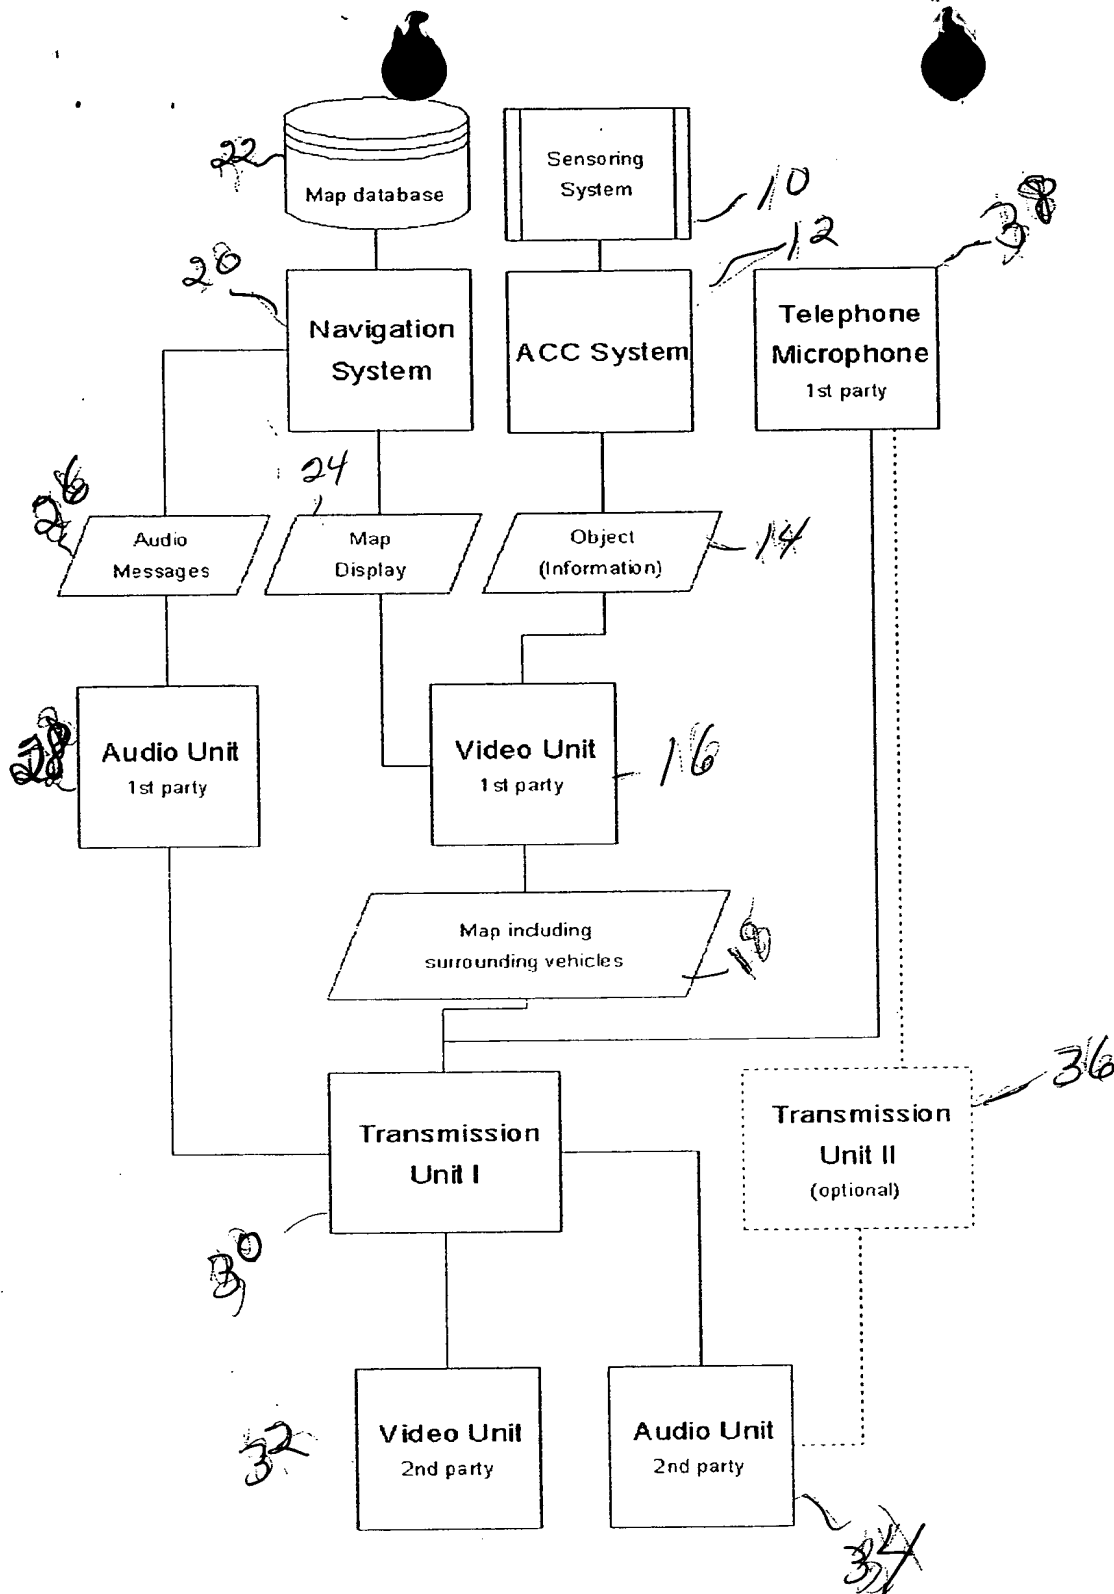 22
Map database
Sensoring
System
10
38
12
20
Navigation
System
ACC System
Telephone
Microphone
1st party
26
24
Audio
Messages
Map
Display
Object
(Information)
14
28
Audio Unit
1st party
Video Unit
1st party
16
Map including
surrounding vehicles
18
36
Transmission
Unit I
Transmission
Unit II
(optional)
30
32
Video Unit
2nd party
Audio Unit
2nd party
34